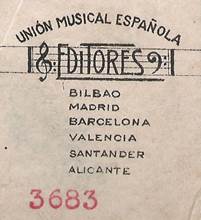 UNIÓN MUSICAL ESPAÑOLA
EDITORES
BILBAO
MADRID
BARCELONA
VALENCIA
SANTANDER
ALICANTE
3683